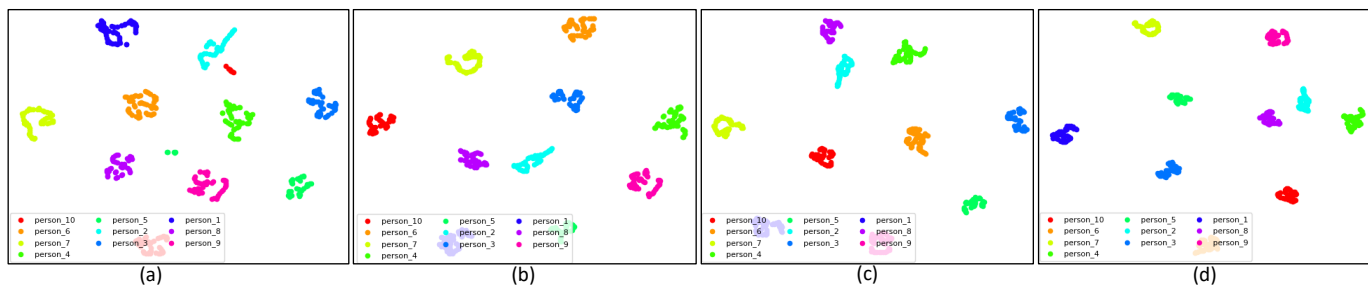 person_10 person_5 person_1
person_6 person_2 person_8
person_7 person_3 person_9
person_4
(a)
person_10 person_5 person_1
person_6 person_2 person_8
person_7 person_3 person_9
person_4
(b)
person_10 person_5 person_1
person_6 person_2 person_8
person_7 person_3 person_9
person_4
(c)
person_10 person_5 person_1
person_6 person_2 person_8
person_7 person_3 person_9
person_4
(d)